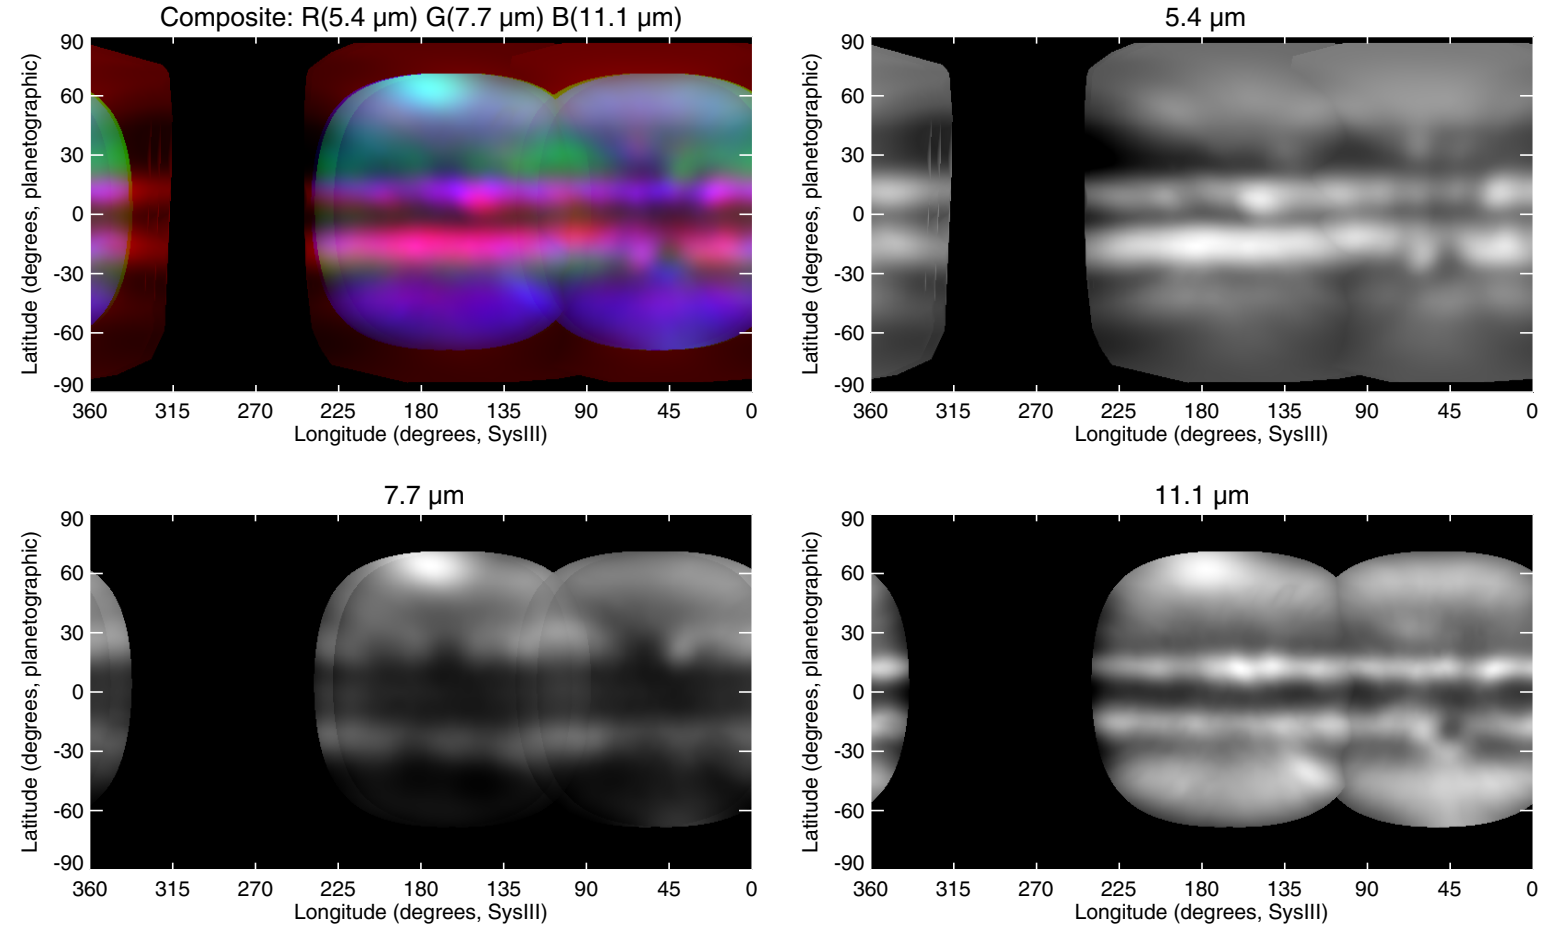 Composite: R(5.4 µm) G(7.7 µm) B(11.1 µm)
90
60
30
0
-30
-60
-90
Latitude (degrees, planetographic)
360 315 270 225 180 135 90 45 0
Longitude (degrees, SysIII)
5.4 µm
90
60
30
0
-30
-60
-90
Latitude (degrees, planetographic)
360 315 270 225 180 135 90 45 0
Longitude (degrees, SysIII)
7.7 µm
90
60
30
0
-30
-60
-90
Latitude (degrees, planetographic)
360 315 270 225 180 135 90 45 0
Longitude (degrees, SysIII)
11.1 µm
90
60
30
0
-30
-60
-90
Latitude (degrees, planetographic)
360 315 270 225 180 135 90 45 0
Longitude (degrees, SysIII)